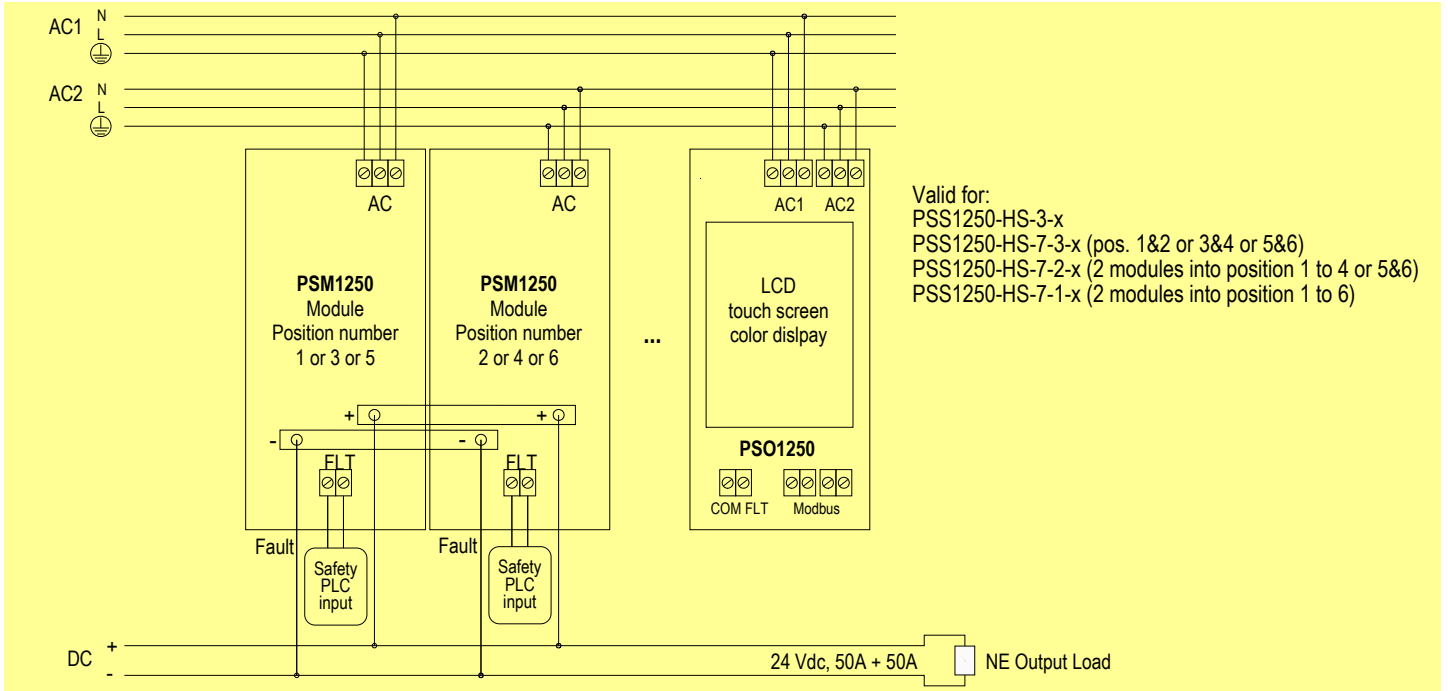 AC1 N
L
AC2 N
L
AC
AC
AC1 AC2
PSM1250
Module
Position number
1 or 3 or 5
PSM1250
Module
Position number
2 or 4 or 6
...
LCD
touch screen
color dislpay
Valid for:
PSS1250-HS-3-x
PSS1250-HS-7-3-x (pos. 1&2 or 3&4 or 5&6)
PSS1250-HS-7-2-x (2 modules into position 1 to 4 or 5&6)
PSS1250-HS-7-1-x (2 modules into position 1 to 6)
+ +
- -
FLT
FLT
PSO1250
COM FLT Modbus
Fault
Safety
PLC
input
Fault
Safety
PLC
input
DC + -
24 Vdc, 50A + 50A
NE Output Load